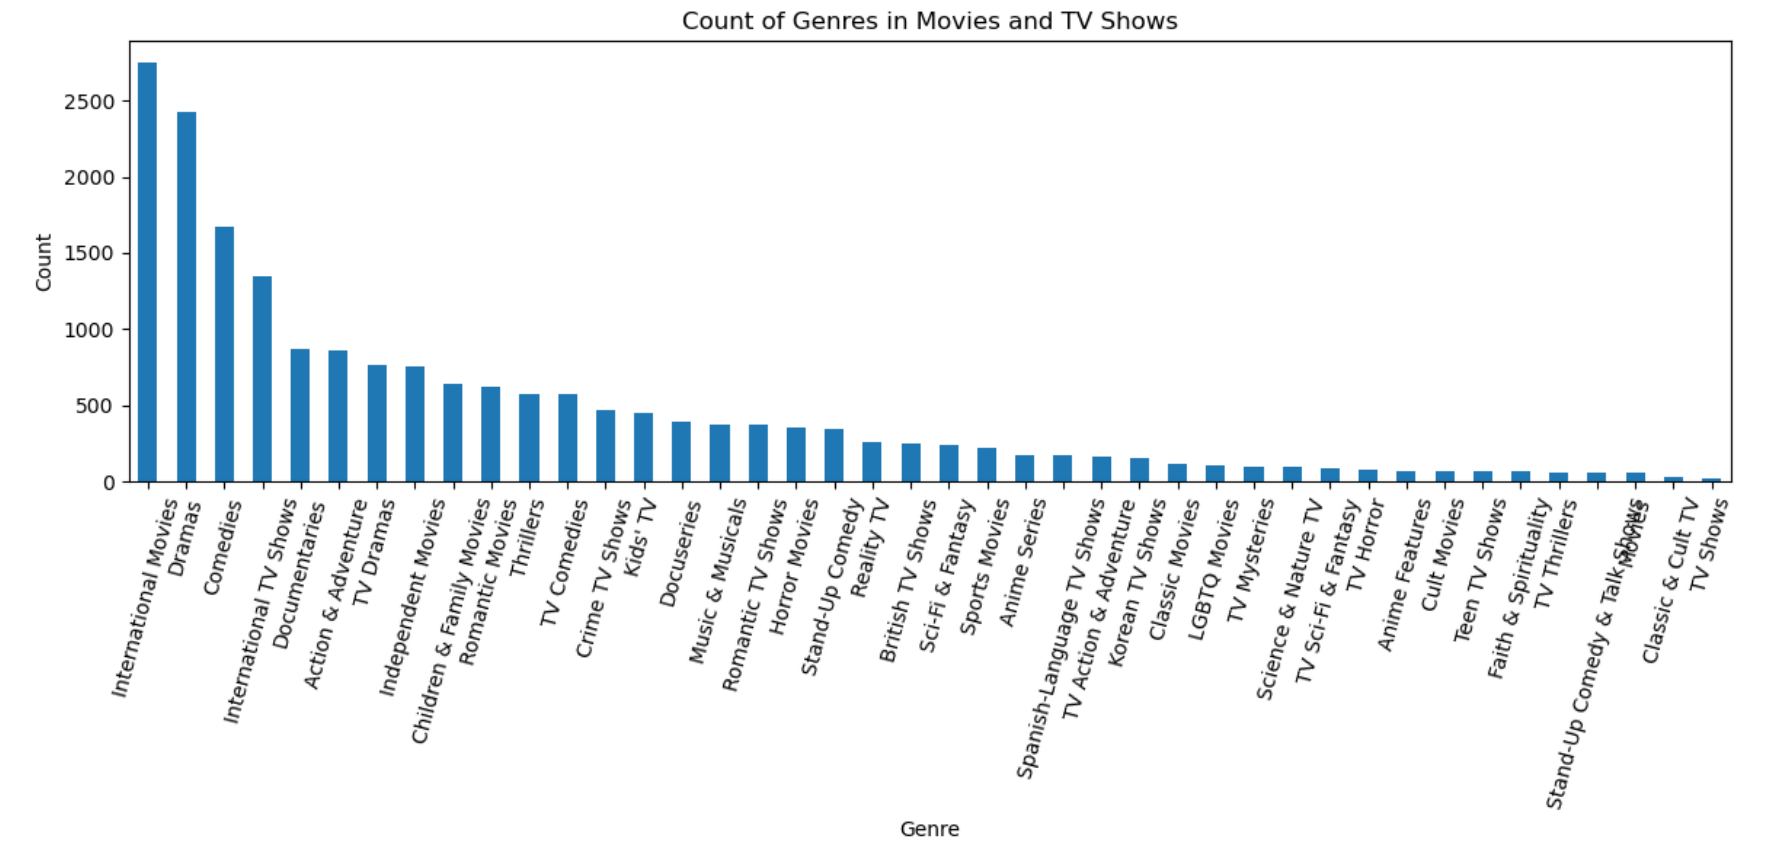 Count of Genres in Movies and TV Shows
Count
2500
2000
1500
1000
500
0
International Movies
Dramas
Comedies
International TV Shows
Documentaries
Action & Adventure
TV Dramas
Independent Movies
Children & Family Movies
Romantic Movies
Thrillers
TV Comedies
Crime TV Shows
Kids' TV
Docuseries
Music & Musicals
Romantic TV Shows
Horror Movies
Stand-Up Comedy
Reality TV
British TV Shows
Sci-Fi & Fantasy
Sports Movies
Anime Series
Spanish-Language TV Shows
TV Action & Adventure
Korean TV Shows
Classic Movies
LGBTQ Movies
TV Mysteries
Science & Nature TV
TV Sci-Fi & Fantasy
TV Horror
Anime Features
Cult Movies
Teen TV Shows
Faith & Spirituality
TV Thrillers
Stand-Up Comedy & Talk Shows
Movies
Classic & Cult TV
TV Shows
Genre